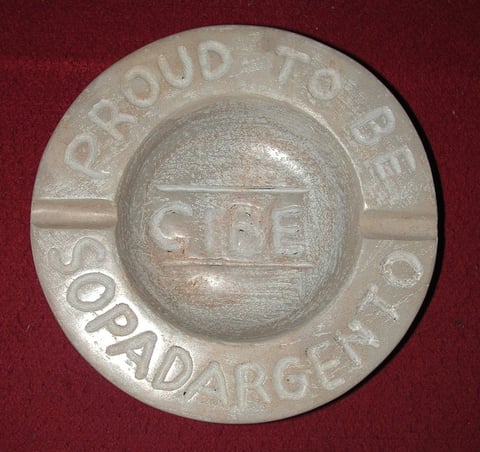 PROUD TO BE
CIBE
SOPADARGENTO